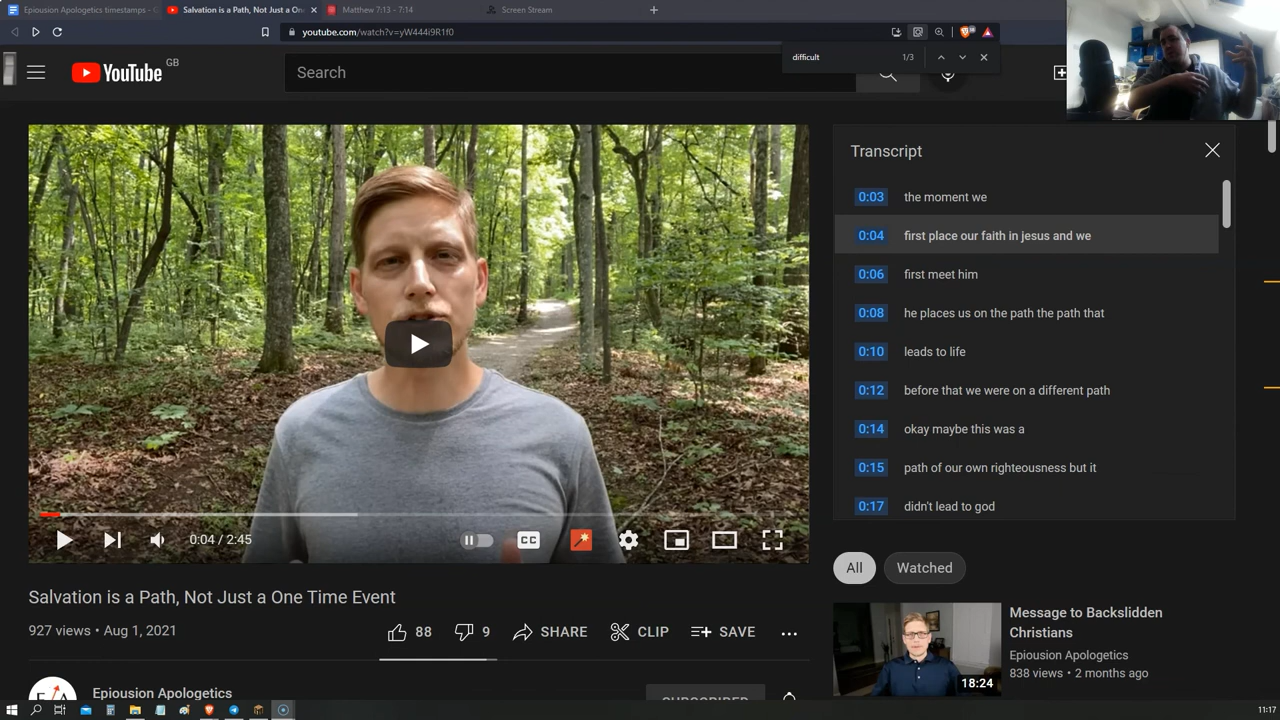 Epiousion Apologetics timestamps - G
Salvation is a Path, Not Just a One
Matthew 7:13 - 7:14
Screen Stream
youtube.com/watch?v=yW444i9R1f0
difficult
1/3
YouTube
GB
Search
Transcript
0:03 the moment we
0:04 first place our faith in jesus and we
0:06 first meet him
0:08 he places us on the path the path that
0:10 leads to life
0:12 before that we were on a different path
0:14 okay maybe this was a
0:15 path of our own righteousness but it
0:17 didn't lead to god
0:04 / 2:45
CC
Salvation is a Path, Not Just a One Time Event
927 views • Aug 1, 2021
88
9
SHARE
CLIP
SAVE
All
Watched
Message to Backslidden
Christians
Epiousion Apologetics
838 views • 2 months ago
18:24
Epiousion Apologetics
SUBSCRIBED
11:17